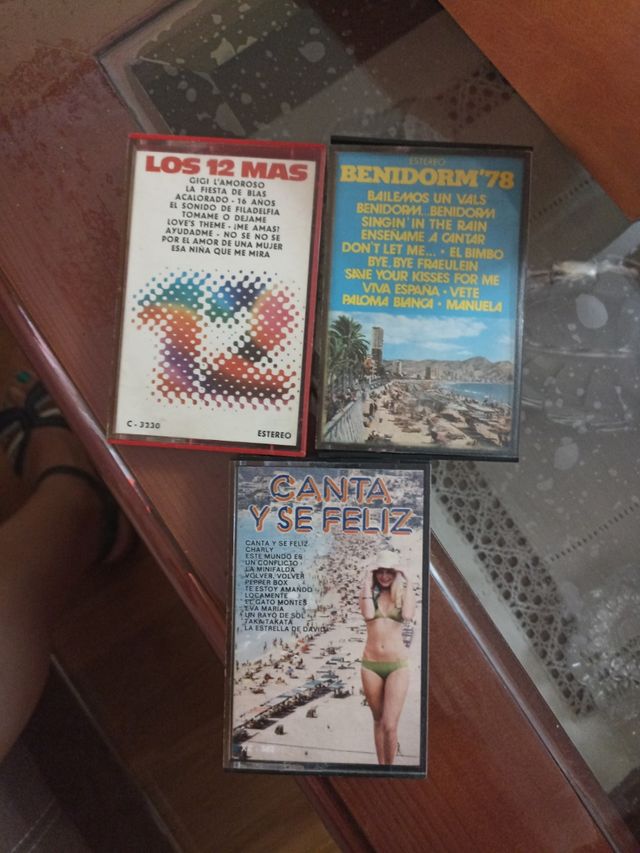 LOS 12 MAS
GIGI L'AMOROSO
LA FIESTA DE BLAS
ACALORADO - 16 AÑOS
EL SONIDO DE FILADELFIA
TOMAME O DEJAME
LOVE'S THEME - ¡ME AMAS!
AYUDADME - NO SE NO SE
POR EL AMOR DE UNA MUJER
ESA NIÑA QUE ME MIRA
12
C - 3230
ESTEREO
ESTEREO
BENIDORM'78
BAILEMOS UN VALS
BENIDORM...BENIDORM
SINGIN' IN THE RAIN
ENSEÑAME A CANTAR
DON'T LET ME... • EL BIMBO
BYE, BYE FRAEULEIN
SAVE YOUR KISSES FOR ME
VIVA ESPAÑA • VETE
PALOMA BLANCA • MANUELA
CANTA
Y SE FELIZ
CANTA Y SE FELIZ
CHARLY
ESTE MUNDO ES
UN CONFLICTO
LA MINIFALDA
VOLVER, VOLVER
PEPPER BOX
TE ESTOY AMANDO
LOCAMENTE
EL GATO MONTES
EVA MARIA
UN RAYO DE SOL
TAKA TAKATA
LA ESTRELLA DE DAVID